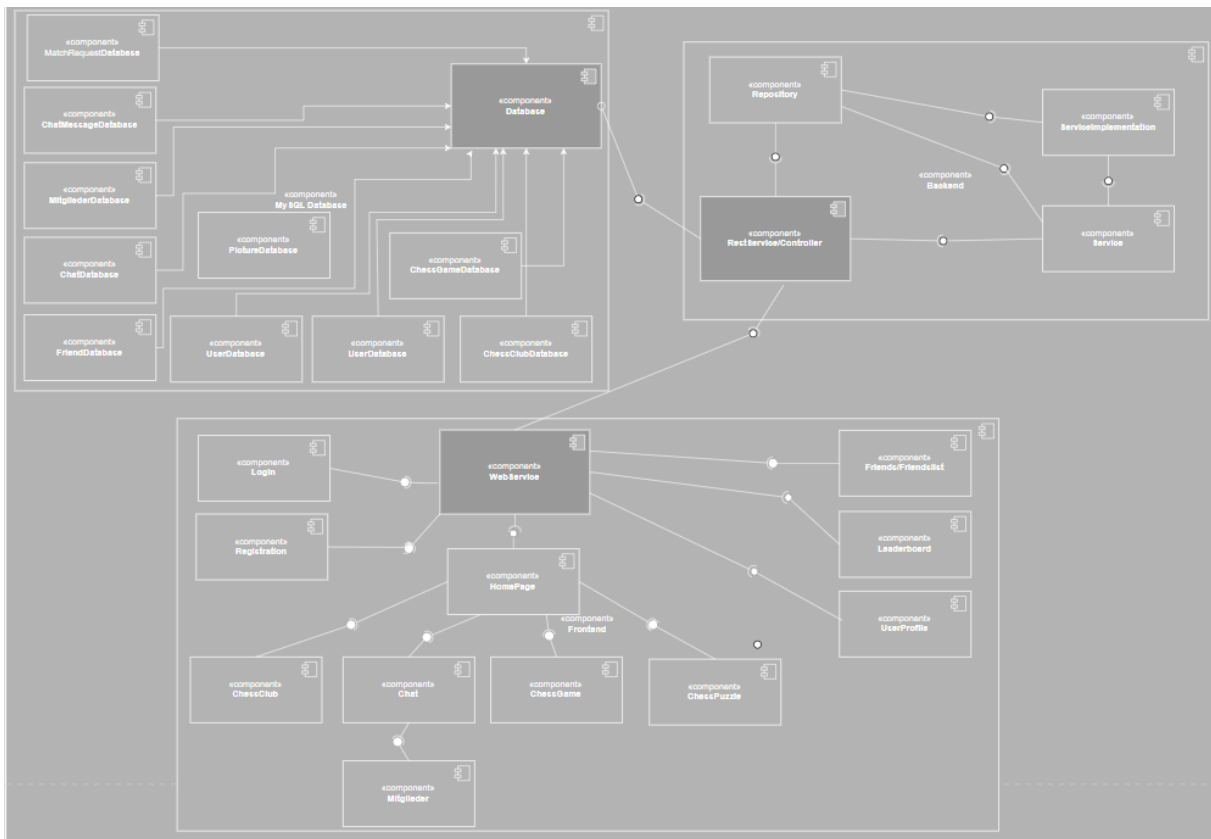 «component»
MatchRequestDatabase
«component»
Database
«component»
ChatMessageDatabase
«component»
MitgliederDatabase
«component»
MySQL Database
«component»
PictureDatabase
«component»
ChatDatabase
«component»
ChessGameDatabase
«component»
FriendDatabase
«component»
UserDatabase
«component»
UserDatabase
«component»
ChessClubDatabase
«component»
Repository
«component»
ServiceImplementation
«component»
Backend
«component»
RestService/Controller
«component»
Service
«component»
Login
«component»
WebService
«component»
Friends/Friendslist
«component»
Registration
«component»
Leaderboard
«component»
HomePage
«component»
Frontend
«component»
UserProfile
«component»
ChessClub
«component»
Chat
«component»
ChessGame
«component»
ChessPuzzle
«component»
Mitglieder